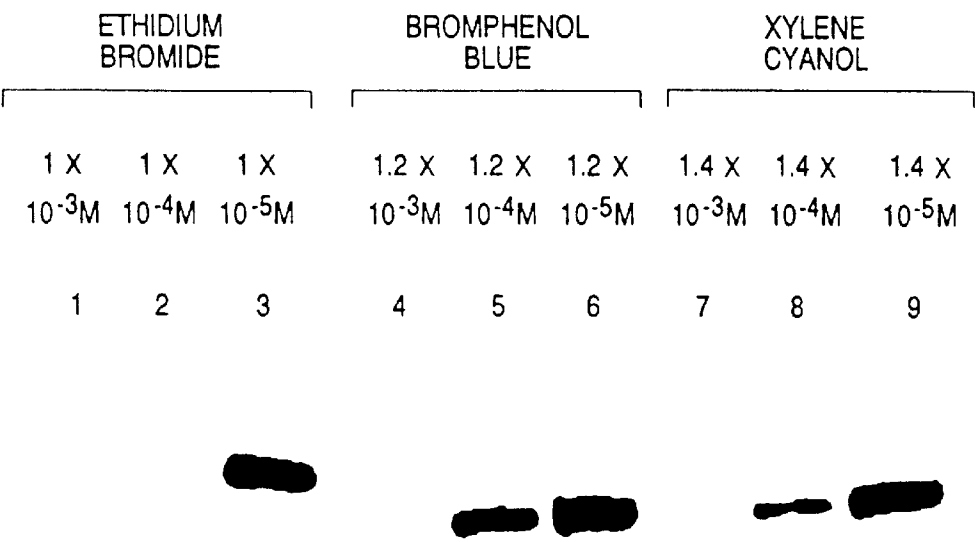 ETHIDIUM
BROMIDE
BROMPHENOL
BLUE
XYLENE
CYANOL
1 X 1 X 1 X 1.2 X 1.2 X 1.2 X 1.4 X 1.4 X 1.4 X
10⁻³M 10⁻⁴M 10⁻⁵M 10⁻³M 10⁻⁴M 10⁻⁵M 10⁻³M 10⁻⁴M 10⁻⁵M
1 2 3 4 5 6 7 8 9